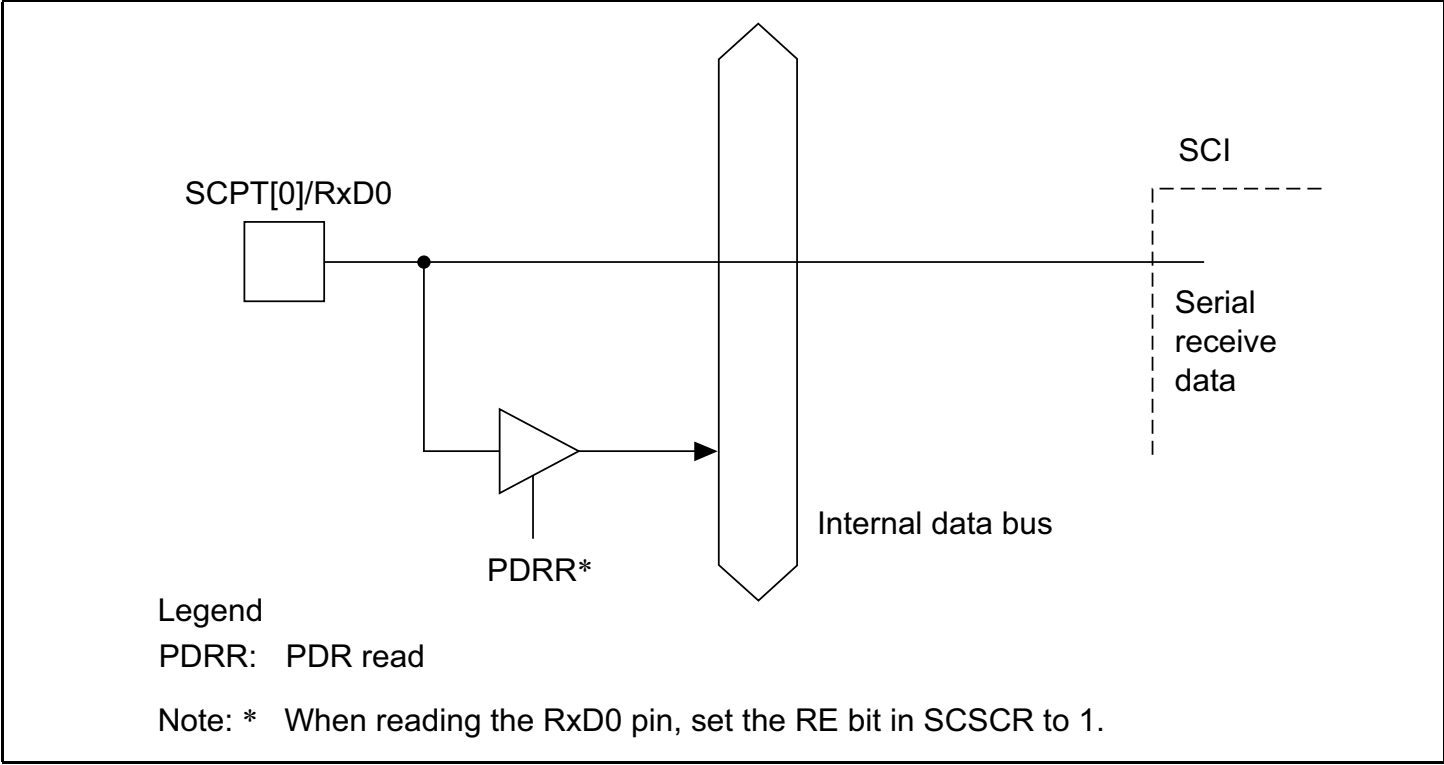 SCI
SCPT[0]/RxD0
Serial
receive
data
Internal data bus
PDRR*
Legend
PDRR: PDR read
Note: * When reading the RxD0 pin, set the RE bit in SCSCR to 1.